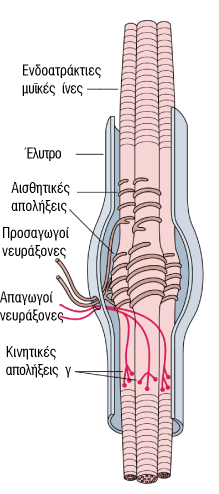 Ενδοατράκτιες
μυϊκές ίνες
Έλυτρο
Αισθητικές
απολήξεις
Προσαγωγοί
νευράξονες
Απαγωγοί
νευράξονες
Κινητικές
απολήξεις γ